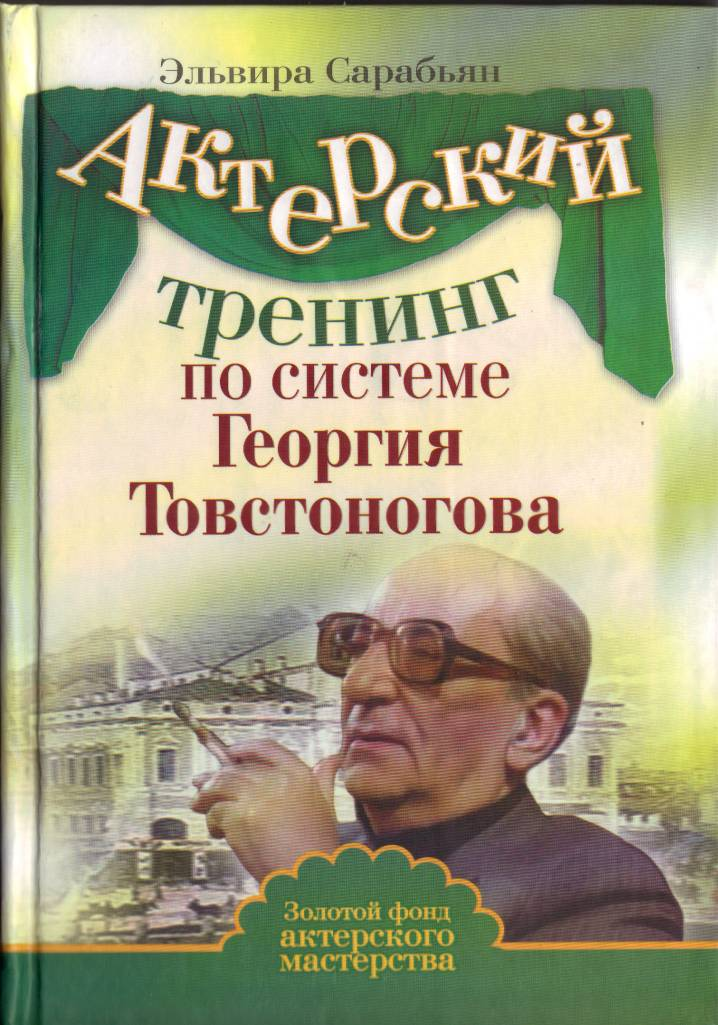 Эльвира Сарабьян
Актерский
тренинг
по системе
Георгия
Товстоногова
Золотой фонд
актерского
мастерства